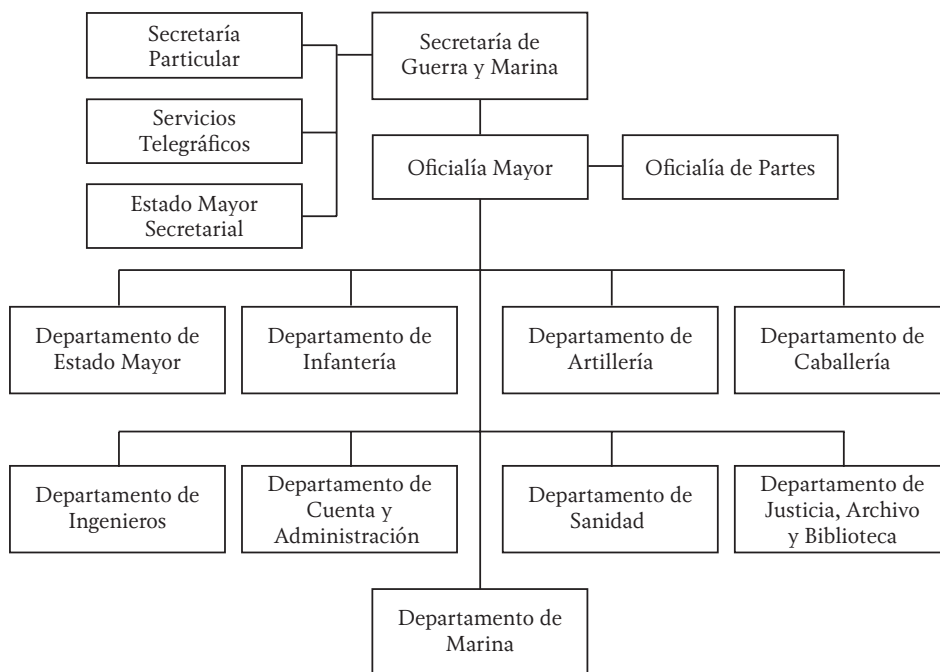 Secretaría
Particular
Secretaría de
Guerra y Marina
Servicios
Telegráficos
Oficialía Mayor
Oficialía de Partes
Estado Mayor
Secretarial
Departamento de
Estado Mayor
Departamento de
Infantería
Departamento de
Artillería
Departamento de
Caballería
Departamento de
Ingenieros
Departamento de
Cuenta y
Administración
Departamento de
Sanidad
Departamento de
Justicia, Archivo
y Biblioteca
Departamento de
Marina